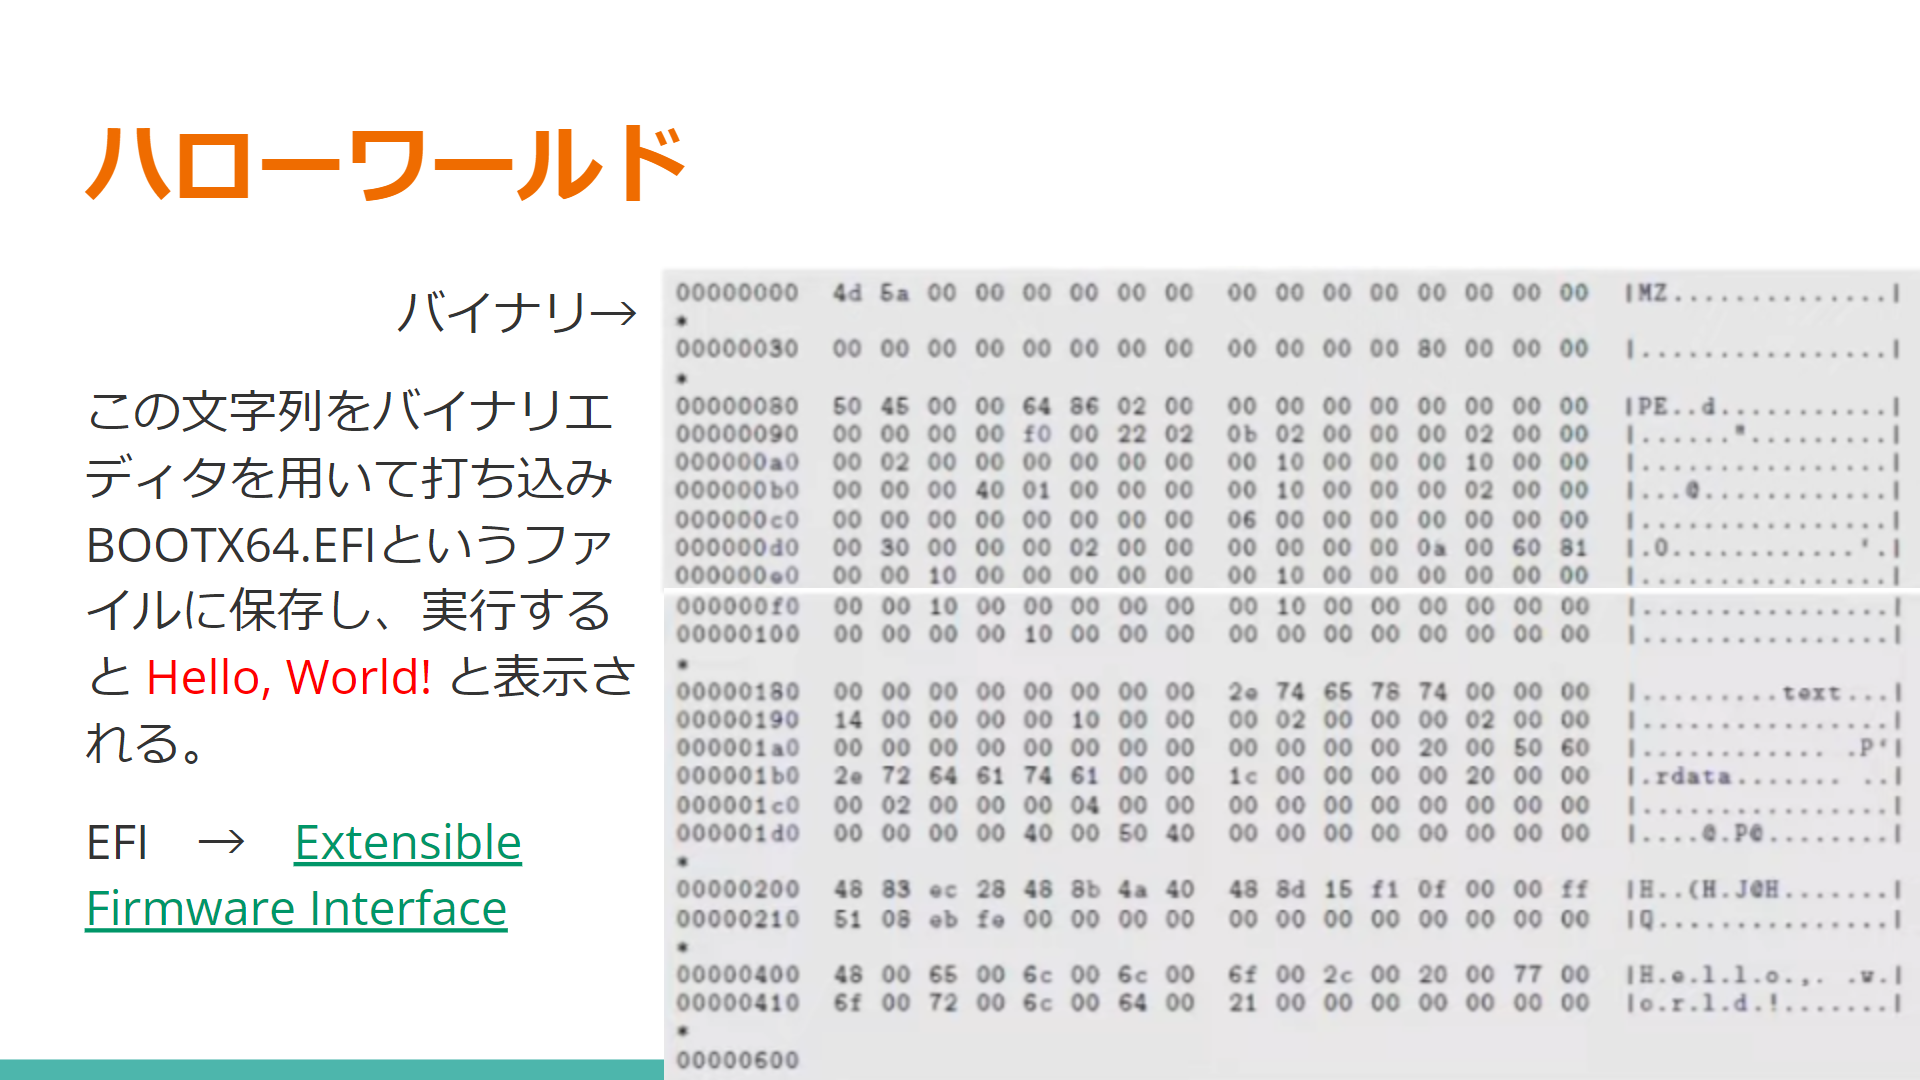 ハローワールド
バイナリ→
この文字列をバイナリエ
ディタを用いて打ち込み
BOOTX64.EFIというファ
イルに保存し、実行する
と Hello, World! と表示さ
れる。
EFI　→　Extensible
Firmware Interface
00000000 4d 5a 00 00 00 00 00 00 00 00 00 00 00 00 00 00 |MZ..............|
*
00000030 00 00 00 00 00 00 00 00 00 00 00 00 80 00 00 00 |................|
*
00000080 50 45 00 00 64 86 02 00 00 00 00 00 00 00 00 00 |PE..d...........|
00000090 00 00 00 00 f0 00 22 02 0b 02 00 00 00 02 00 00 |......".........|
000000a0 00 02 00 00 00 00 00 00 00 10 00 00 00 10 00 00 |................|
000000b0 00 00 00 40 01 00 00 00 00 10 00 00 00 02 00 00 |...@............|
000000c0 00 00 00 00 00 00 00 00 06 00 00 00 00 00 00 00 |................|
000000d0 00 30 00 00 00 02 00 00 00 00 00 00 0a 00 60 81 |.0............`.|
000000e0 00 00 10 00 00 00 00 00 00 10 00 00 00 00 00 00 |................|
000000f0 00 00 10 00 00 00 00 00 00 10 00 00 00 00 00 00 |................|
00000100 00 00 00 00 10 00 00 00 00 00 00 00 00 00 00 00 |................|
*
00000180 00 00 00 00 00 00 00 00 2e 74 65 78 74 00 00 00 |.........text...|
00000190 14 00 00 00 00 10 00 00 00 02 00 00 00 02 00 00 |................|
000001a0 00 00 00 00 00 00 00 00 00 00 00 00 20 00 50 60 |............ .P`|
000001b0 2e 72 64 61 74 61 00 00 1c 00 00 00 00 20 00 00 |.rdata....... ..|
000001c0 00 02 00 00 00 04 00 00 00 00 00 00 00 00 00 00 |................|
000001d0 00 00 00 00 40 00 50 40 00 00 00 00 00 00 00 00 |....@.P@........|
*
00000200 48 83 ec 28 48 8b 4a 40 48 8d 15 f1 0f 00 00 ff |H..(H.J@H.......|
00000210 51 08 eb fe 00 00 00 00 00 00 00 00 00 00 00 00 |Q...............|
*
00000400 48 00 65 00 6c 00 6c 00 6f 00 2c 00 20 00 77 00 |H.e.l.l.o.,. .w.|
00000410 6f 00 72 00 6c 00 64 00 21 00 00 00 00 00 00 00 |o.r.l.d.!.......|
*
00000600